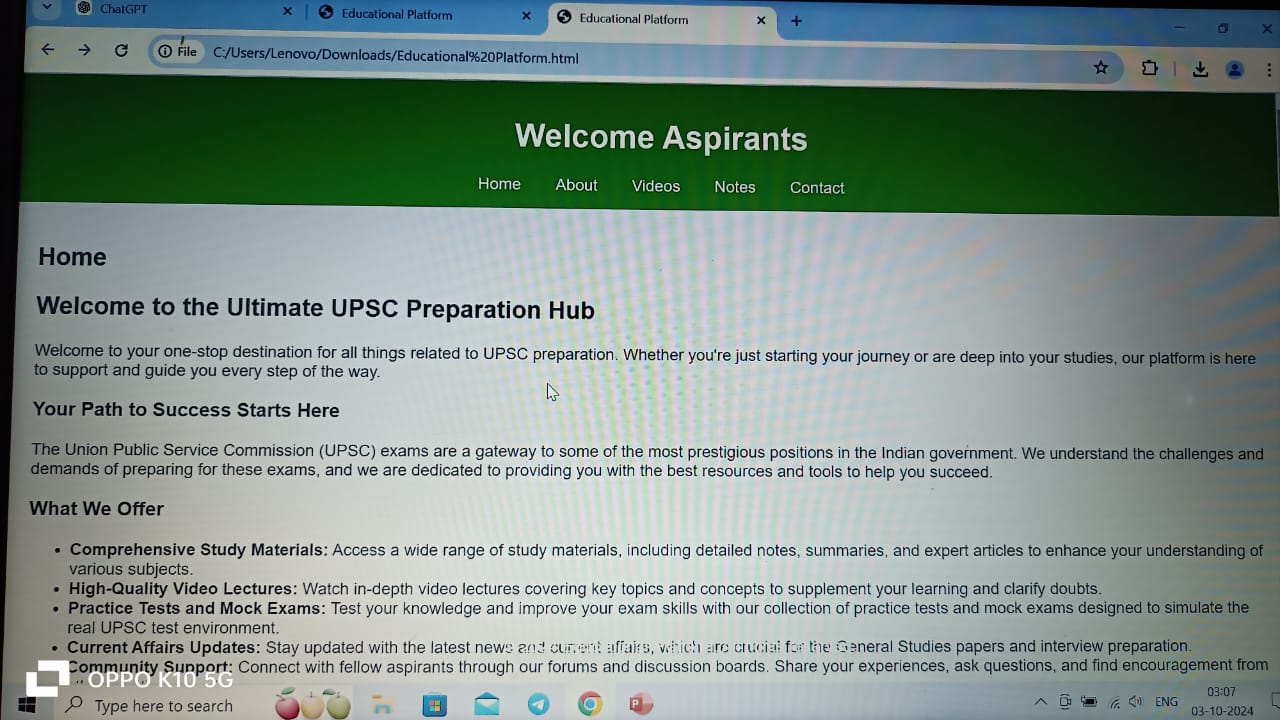 ChatGPT
Educational Platform
Educational Platform
File
C:/Users/Lenovo/Downloads/Educational%20Platform.html
Welcome Aspirants
Home About Videos Notes Contact
Home
Welcome to the Ultimate UPSC Preparation Hub
Welcome to your one-stop destination for all things related to UPSC preparation. Whether you're just starting your journey or are deep into your studies, our platform is here
to support and guide you every step of the way.
Your Path to Success Starts Here
The Union Public Service Commission (UPSC) exams are a gateway to some of the most prestigious positions in the Indian government. We understand the challenges and
demands of preparing for these exams, and we are dedicated to providing you with the best resources and tools to help you succeed.
What We Offer
• Comprehensive Study Materials: Access a wide range of study materials, including detailed notes, summaries, and expert articles to enhance your understanding of
various subjects.
• High-Quality Video Lectures: Watch in-depth video lectures covering key topics and concepts to supplement your learning and clarify doubts.
• Practice Tests and Mock Exams: Test your knowledge and improve your exam skills with our collection of practice tests and mock exams designed to simulate the
real UPSC test environment.
• Current Affairs Updates: Stay updated with the latest news and current affairs, which are crucial for the General Studies papers and interview preparation.
Community Support: Connect with fellow aspirants through our forums and discussion boards. Share your experiences, ask questions, and find encouragement from
OPPO K10 5G
Type here to search
ENG
03:07
03-10-2024